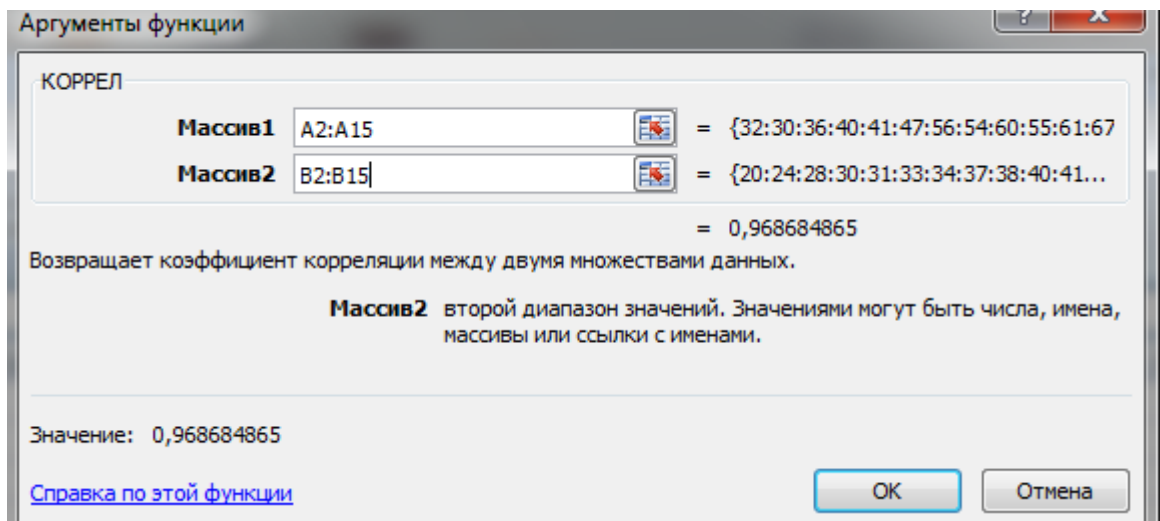 Аргументы функции
КОРРЕЛ
Массив1 A2:A15 = {32:30:36:40:41:47:56:54:60:55:61:67
Массив2 B2:B15 = {20:24:28:30:31:33:34:37:38:40:41...
= 0,968684865
Возвращает коэффициент корреляции между двумя множествами данных.
Массив2 второй диапазон значений. Значениями могут быть числа, имена,
массивы или ссылки с именами.
Значение: 0,968684865
Справка по этой функции OK Отмена